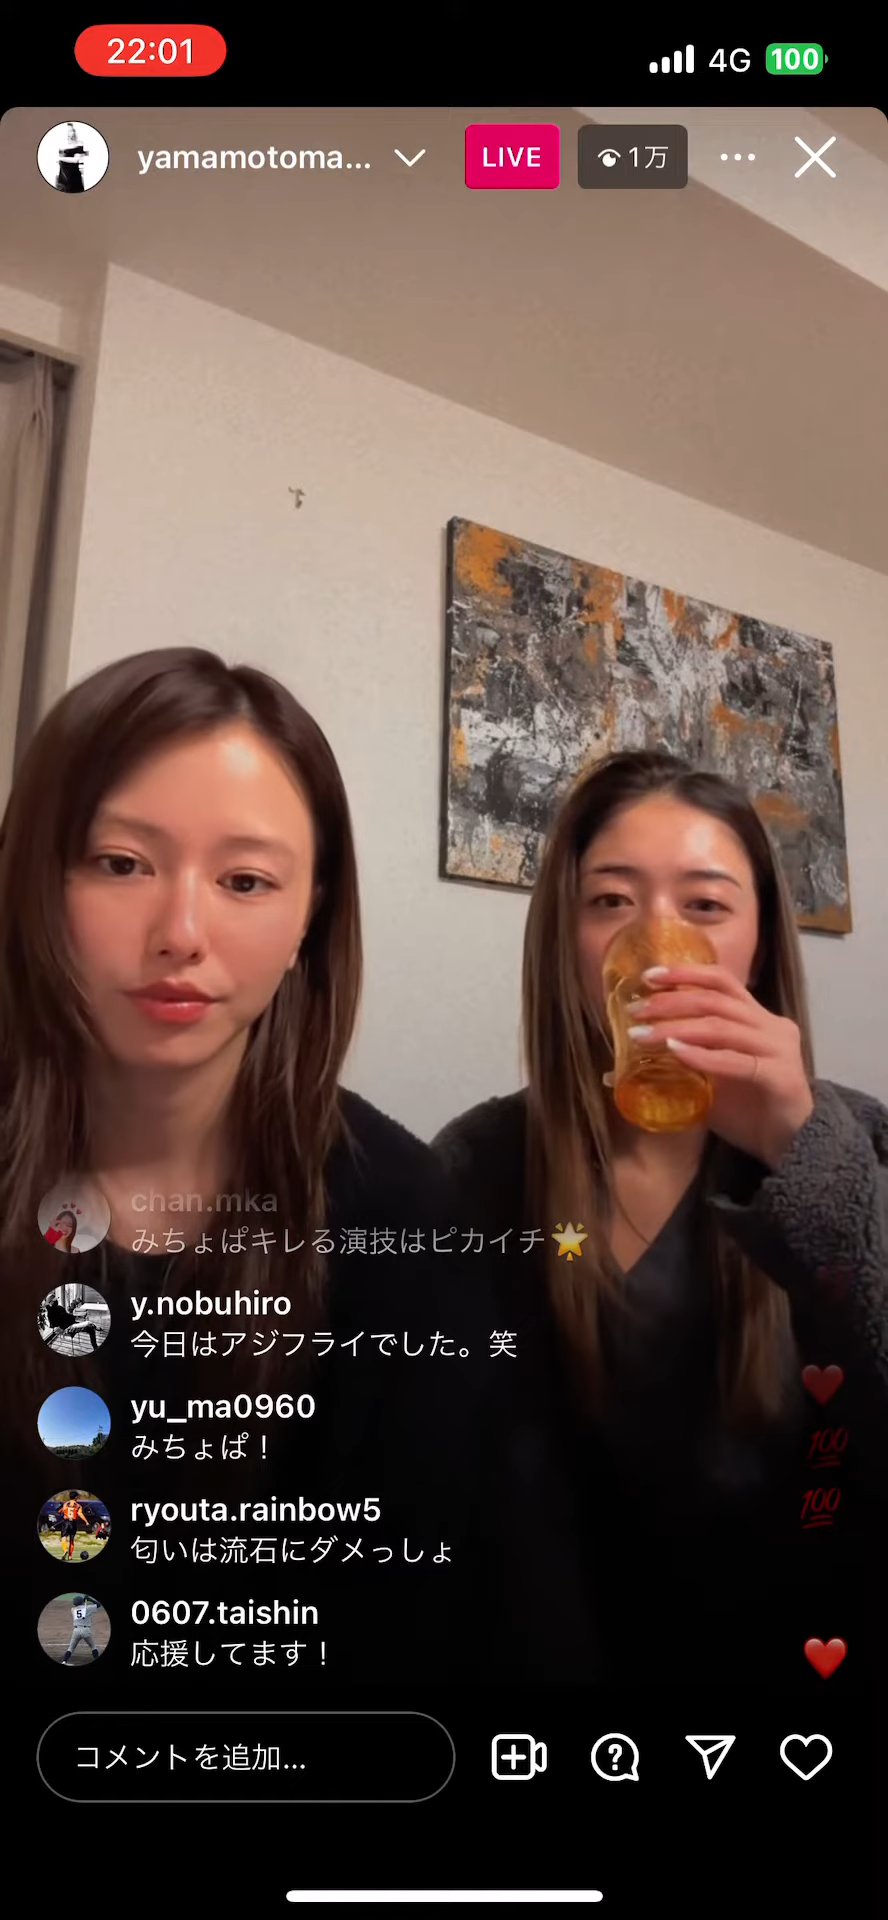 22:01
4G
100
yamamotoma...
LIVE
1万
chan.mka
みちょぱキレる演技はピカイチ🌟
y.nobuhiro
今日はアジフライでした。笑
yu_ma0960
みちょぱ！
ryouta.rainbow5
匂いは流石にダメっしょ
0607.taishin
応援してます！
コメントを追加...